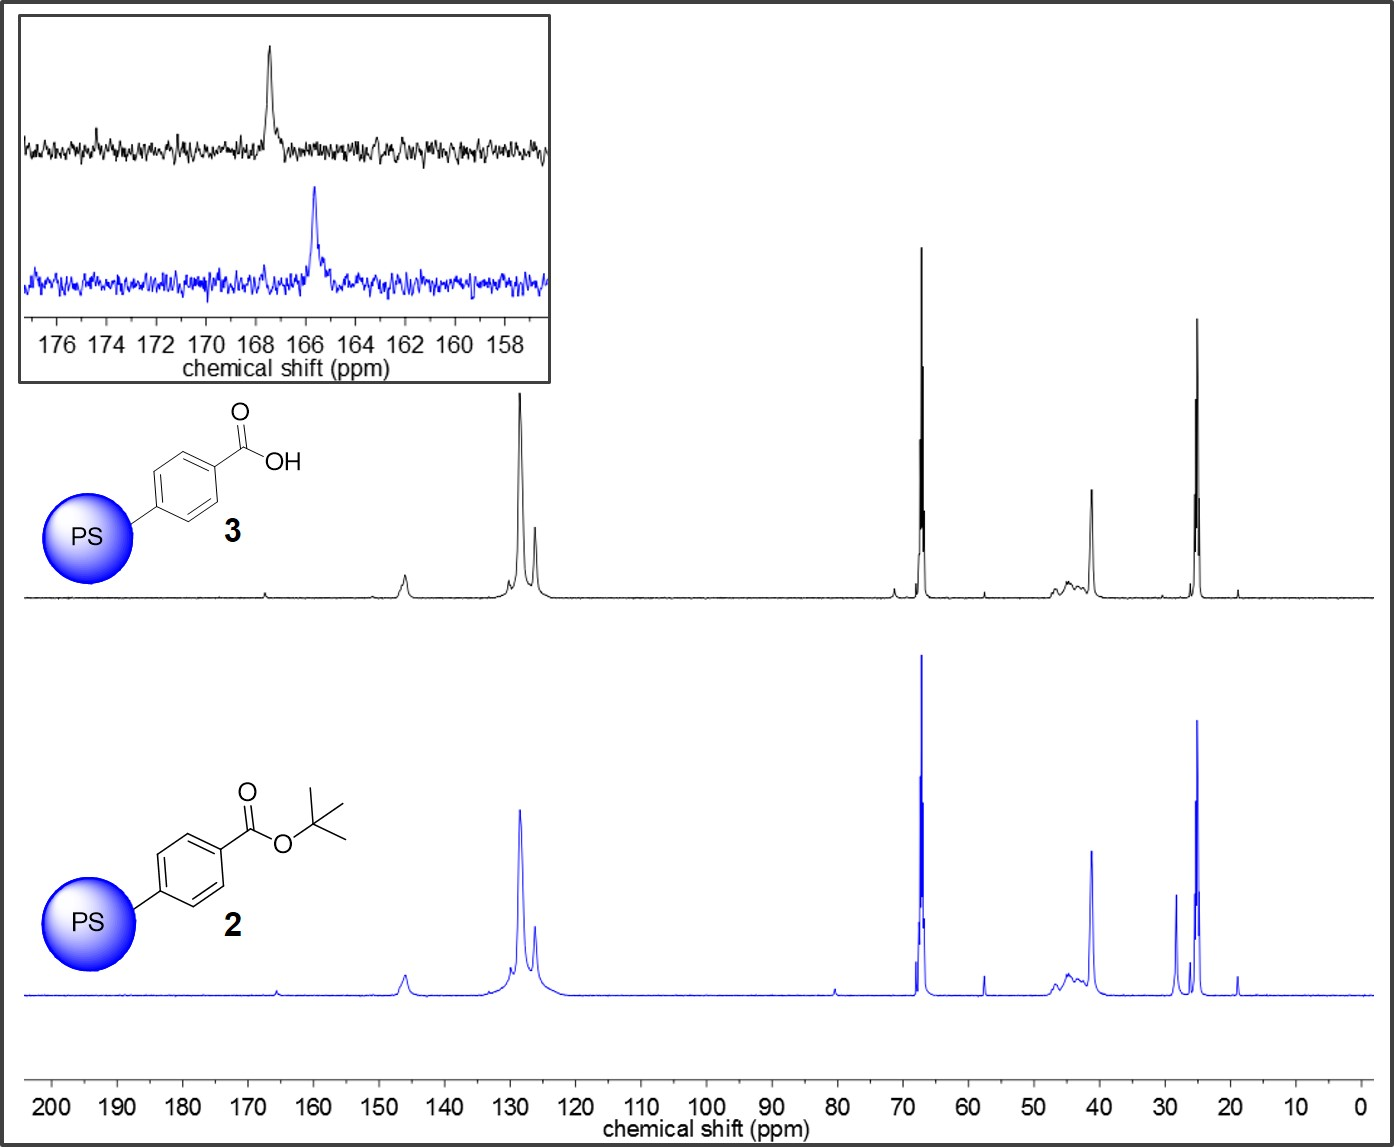 176 174 172 170 168 166 164 162 160 158
chemical shift (ppm)
O
OH
PS
3
O
O
PS
2
200 190 180 170 160 150 140 130 120 110 100 90 80 70 60 50 40 30 20 10 0
chemical shift (ppm)